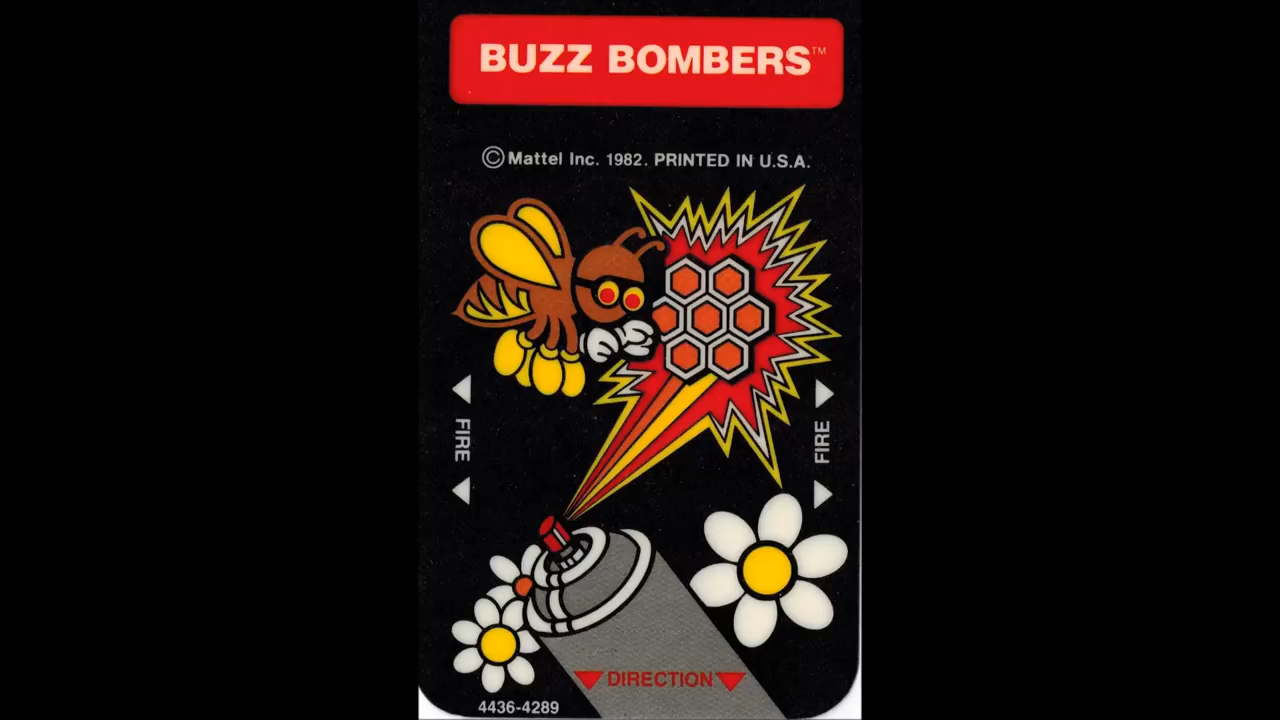 BUZZ BOMBERS™
©Mattel Inc. 1982. PRINTED IN U.S.A.
FIRE
FIRE
DIRECTION
4436-4289